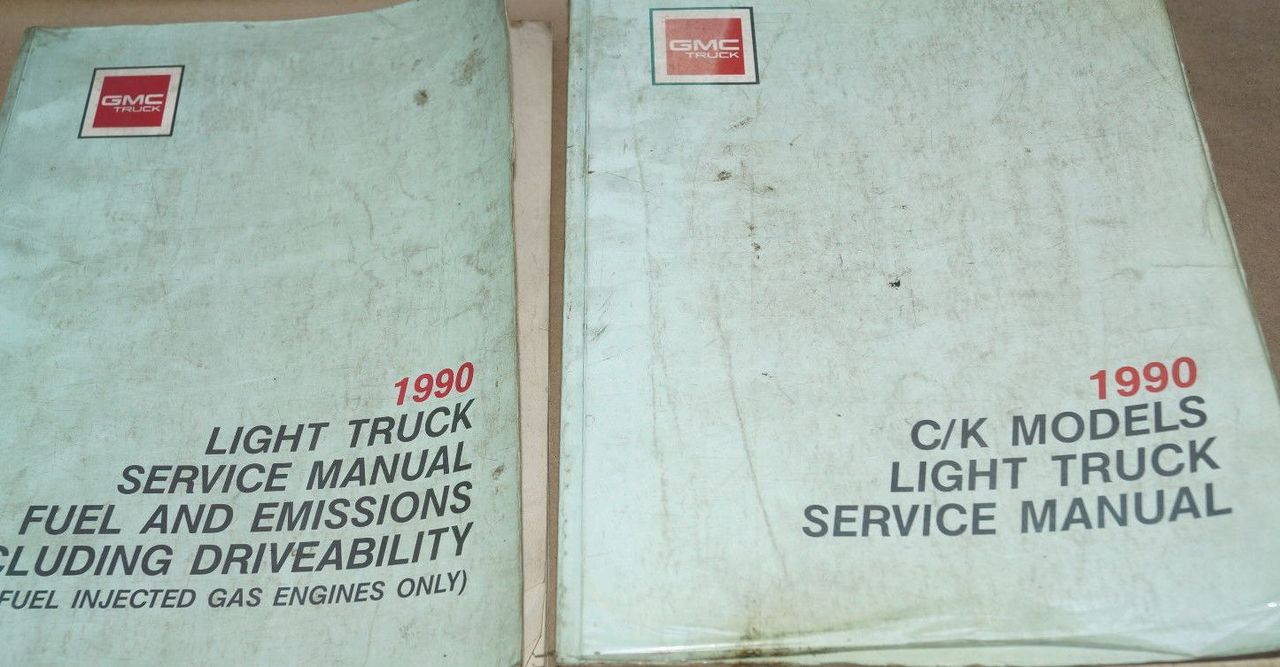 GMC
TRUCK
1990
LIGHT TRUCK
SERVICE MANUAL
FUEL AND EMISSIONS
CLUDING DRIVEABILITY
FUEL INJECTED GAS ENGINES ONLY)
GMC
TRUCK
1990
C/K MODELS
LIGHT TRUCK
SERVICE MANUAL